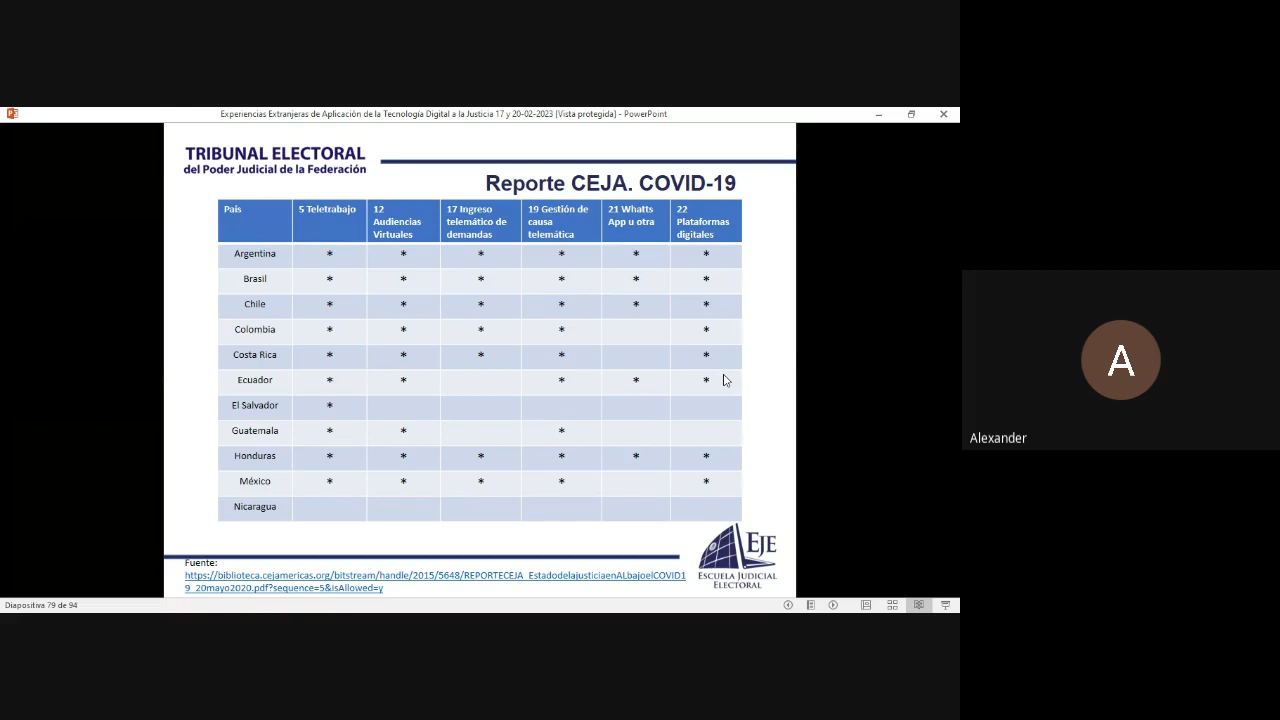 Experiencias Extranjeras de Aplicación de la Tecnología Digital a la Justicia 17 y 20-02-2023 [Vista protegida] - PowerPoint
TRIBUNAL ELECTORAL
del Poder Judicial de la Federación
Reporte CEJA. COVID-19
País 5 Teletrabajo 12 Audiencias Virtuales 17 Ingreso telemático de demandas 19 Gestión de causa telemática 21 Whatts App u otra 22 Plataformas digitales
Argentina * * * * * *
Brasil * * * * * *
Chile * * * * * *
Colombia * * * * *
Costa Rica * * * * *
Ecuador * * * * *
El Salvador *
Guatemala * * *
Honduras * * * * * *
México * * * * *
Nicaragua
EJE
ESCUELA JUDICIAL
ELECTORAL
Fuente:
https://biblioteca.cejamericas.org/bitstream/handle/2015/5648/REPORTECEJA_EstadodelajusticiaenALbajoelCOVID1
9_20mayo2020.pdf?sequence=5&isAllowed=y
Diapositiva 79 de 94
A
Alexander